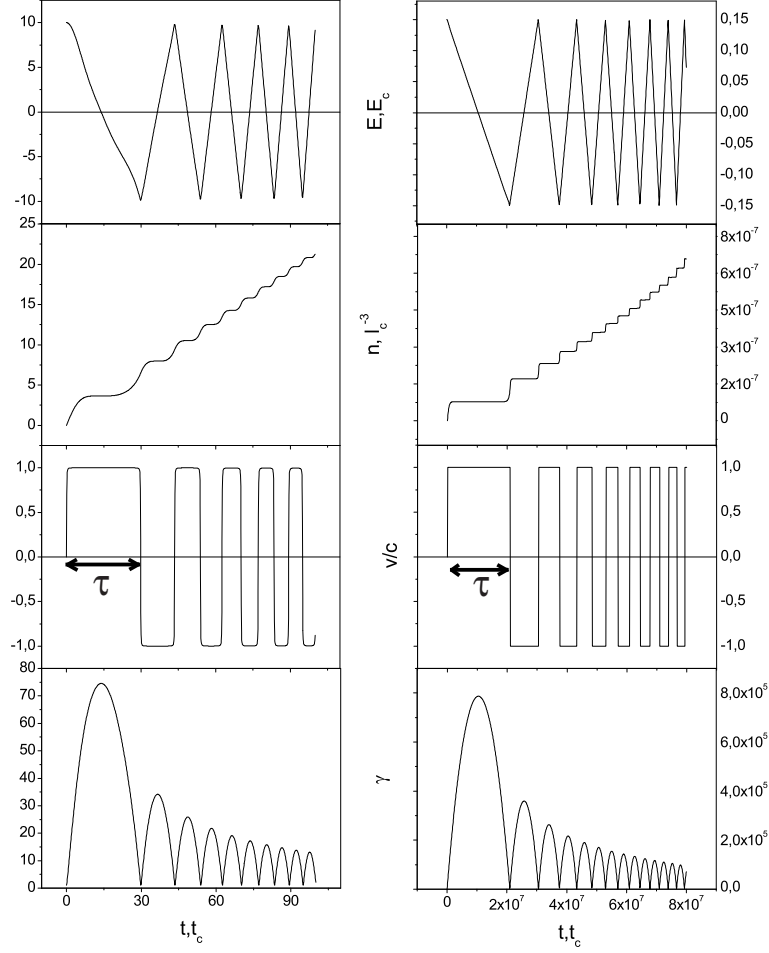 10
5
0
-5
-10
E,E_c
0,15
0,10
0,05
0,00
-0,05
-0,10
-0,15
25
20
15
10
5
0
n, l_c^-3
8x10^-7
6x10^-7
5x10^-7
3x10^-7
2x10^-7
0
1,0
0,5
0,0
-0,5
-1,0
τ
v/c
τ
1,0
0,5
0,0
-0,5
-1,0
80
70
60
50
40
30
20
10
0
γ
8,0x10^5
6,0x10^5
4,0x10^5
2,0x10^5
0,0
0 30 60 90
0 2x10^7 4x10^7 6x10^7 8x10^7
t,t_c
t,t_c